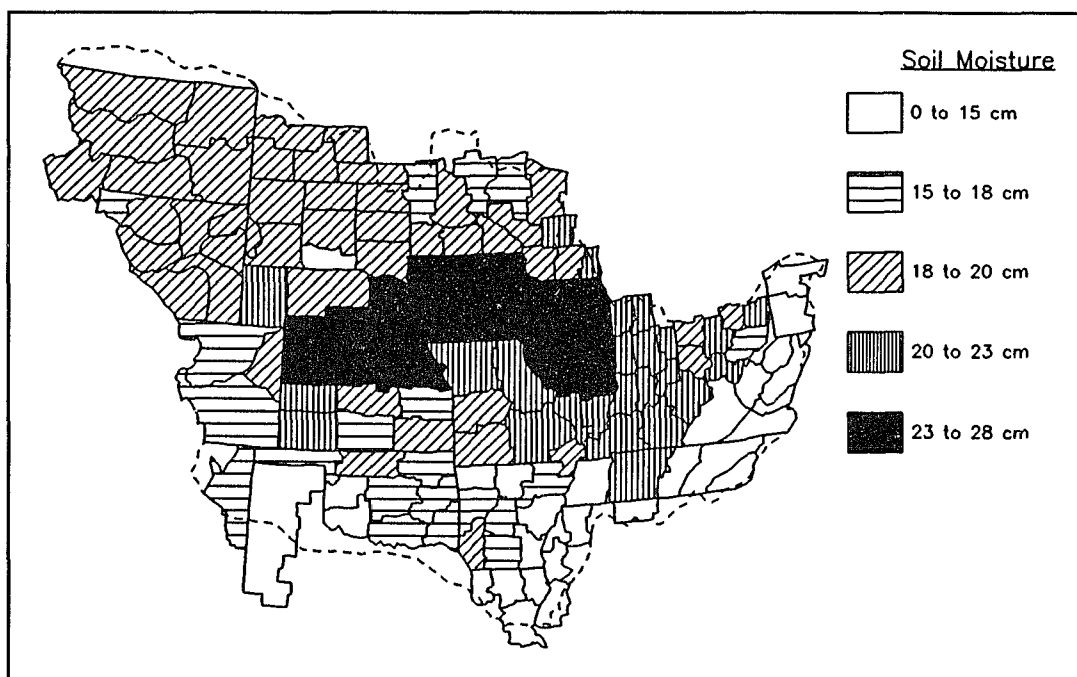 Soil Moisture
0 to 15 cm
15 to 18 cm
18 to 20 cm
20 to 23 cm
23 to 28 cm